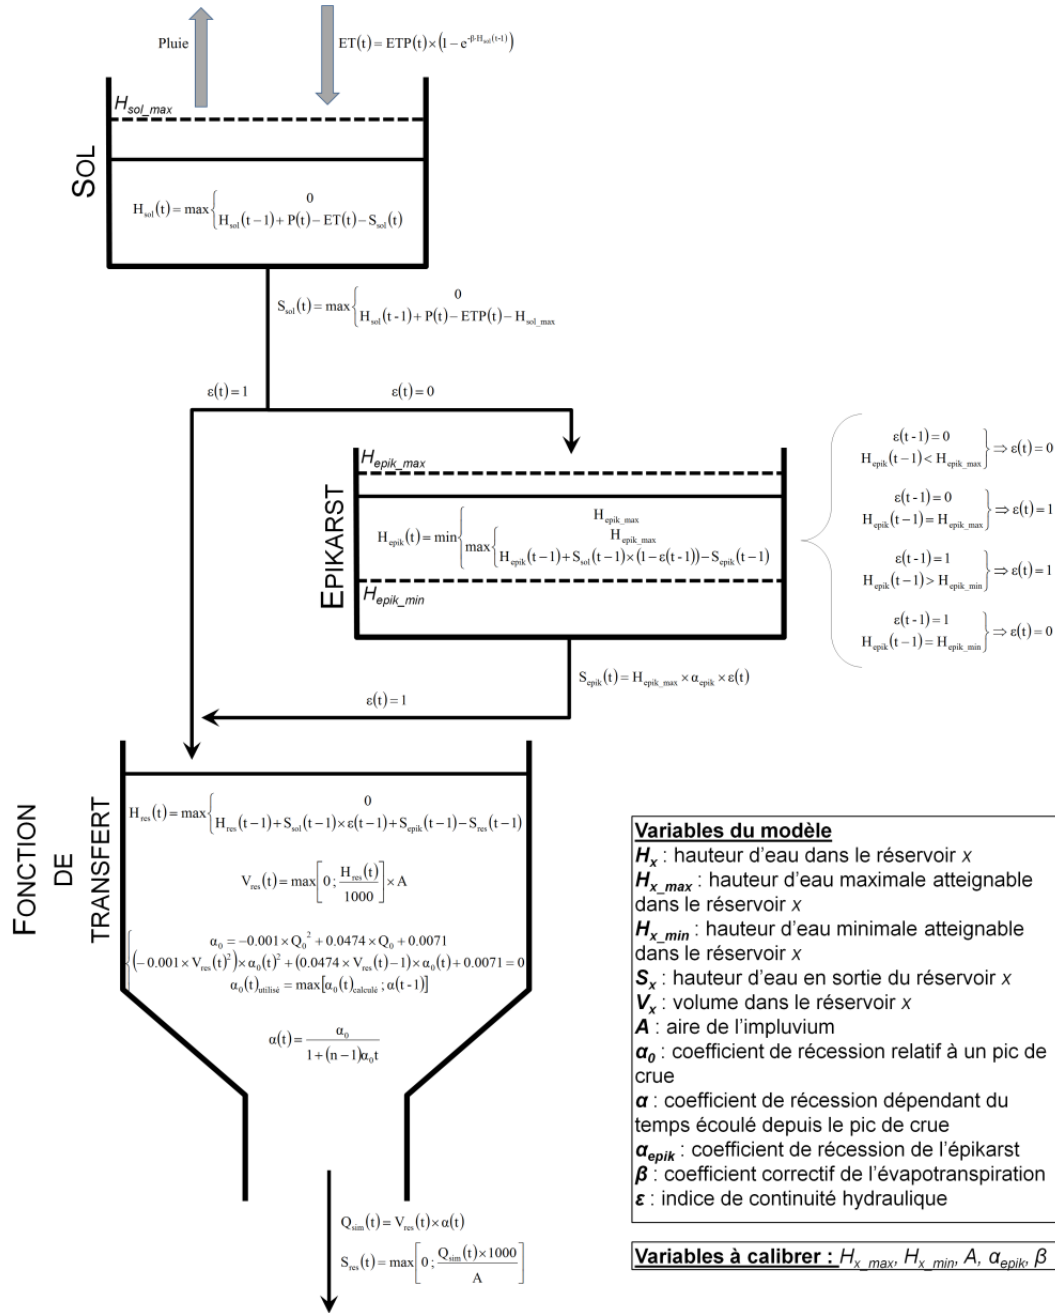 Pluie
ET(t) = ETP(t) × (1 − e^-β·H_sol(t-1))
H_sol_max
SOL
H_sol(t) = max { 0
H_sol(t − 1) + P(t) − ET(t) − S_sol(t)
S_sol(t) = max { 0
H_sol(t - 1) + P(t) − ETP(t) − H_sol_max
ε(t) = 1
ε(t) = 0
H_epik_max
EPIKARST
H_epik(t) = min { H_epik_max
max { H_epik_max
H_epik(t − 1) + S_sol(t − 1) × (1 − ε(t - 1)) − S_epik(t − 1)
H_epik_min
ε(t - 1) = 0
H_epik(t − 1) < H_epik_max } ⇒ ε(t) = 0
ε(t - 1) = 0
H_epik(t − 1) = H_epik_max } ⇒ ε(t) = 1
ε(t - 1) = 1
H_epik(t − 1) > H_epik_min } ⇒ ε(t) = 1
ε(t - 1) = 1
H_epik(t − 1) = H_epik_min } ⇒ ε(t) = 0
S_epik(t) = H_epik_max × α_epik × ε(t)
ε(t) = 1
FONCTION
DE
TRANSFERT
H_res(t) = max { 0
H_res(t − 1) + S_sol(t − 1) × ε(t − 1) + S_epik(t − 1) − S_res(t − 1)
V_res(t) = max[0 ; H_res(t) / 1000] × A
α_0 = −0.001 × Q_0² + 0.0474 × Q_0 + 0.0071
(−0.001 × V_res(t)²) × α_0(t)² + (0.0474 × V_res(t) − 1) × α_0(t) + 0.0071 = 0
α_0(t)_utilisé = max[α_0(t)_calculé ; α(t - 1)]
α(t) = α_0 / 1 + (n − 1)α_0t
Q_sim(t) = V_res(t) × α(t)
S_res(t) = max[0 ; Q_sim(t) × 1000 / A]
Variables du modèle
H_x : hauteur d'eau dans le réservoir x
H_x_max : hauteur d'eau maximale atteignable
dans le réservoir x
H_x_min : hauteur d'eau minimale atteignable
dans le réservoir x
S_x : hauteur d'eau en sortie du réservoir x
V_x : volume dans le réservoir x
A : aire de l'impluvium
α_0 : coefficient de récession relatif à un pic de
crue
α : coefficient de récession dépendant du
temps écoulé depuis le pic de crue
α_epik : coefficient de récession de l'épikarst
β : coefficient correctif de l'évapotranspiration
ε : indice de continuité hydraulique
Variables à calibrer : H_x_max, H_x_min, A, α_epik, β